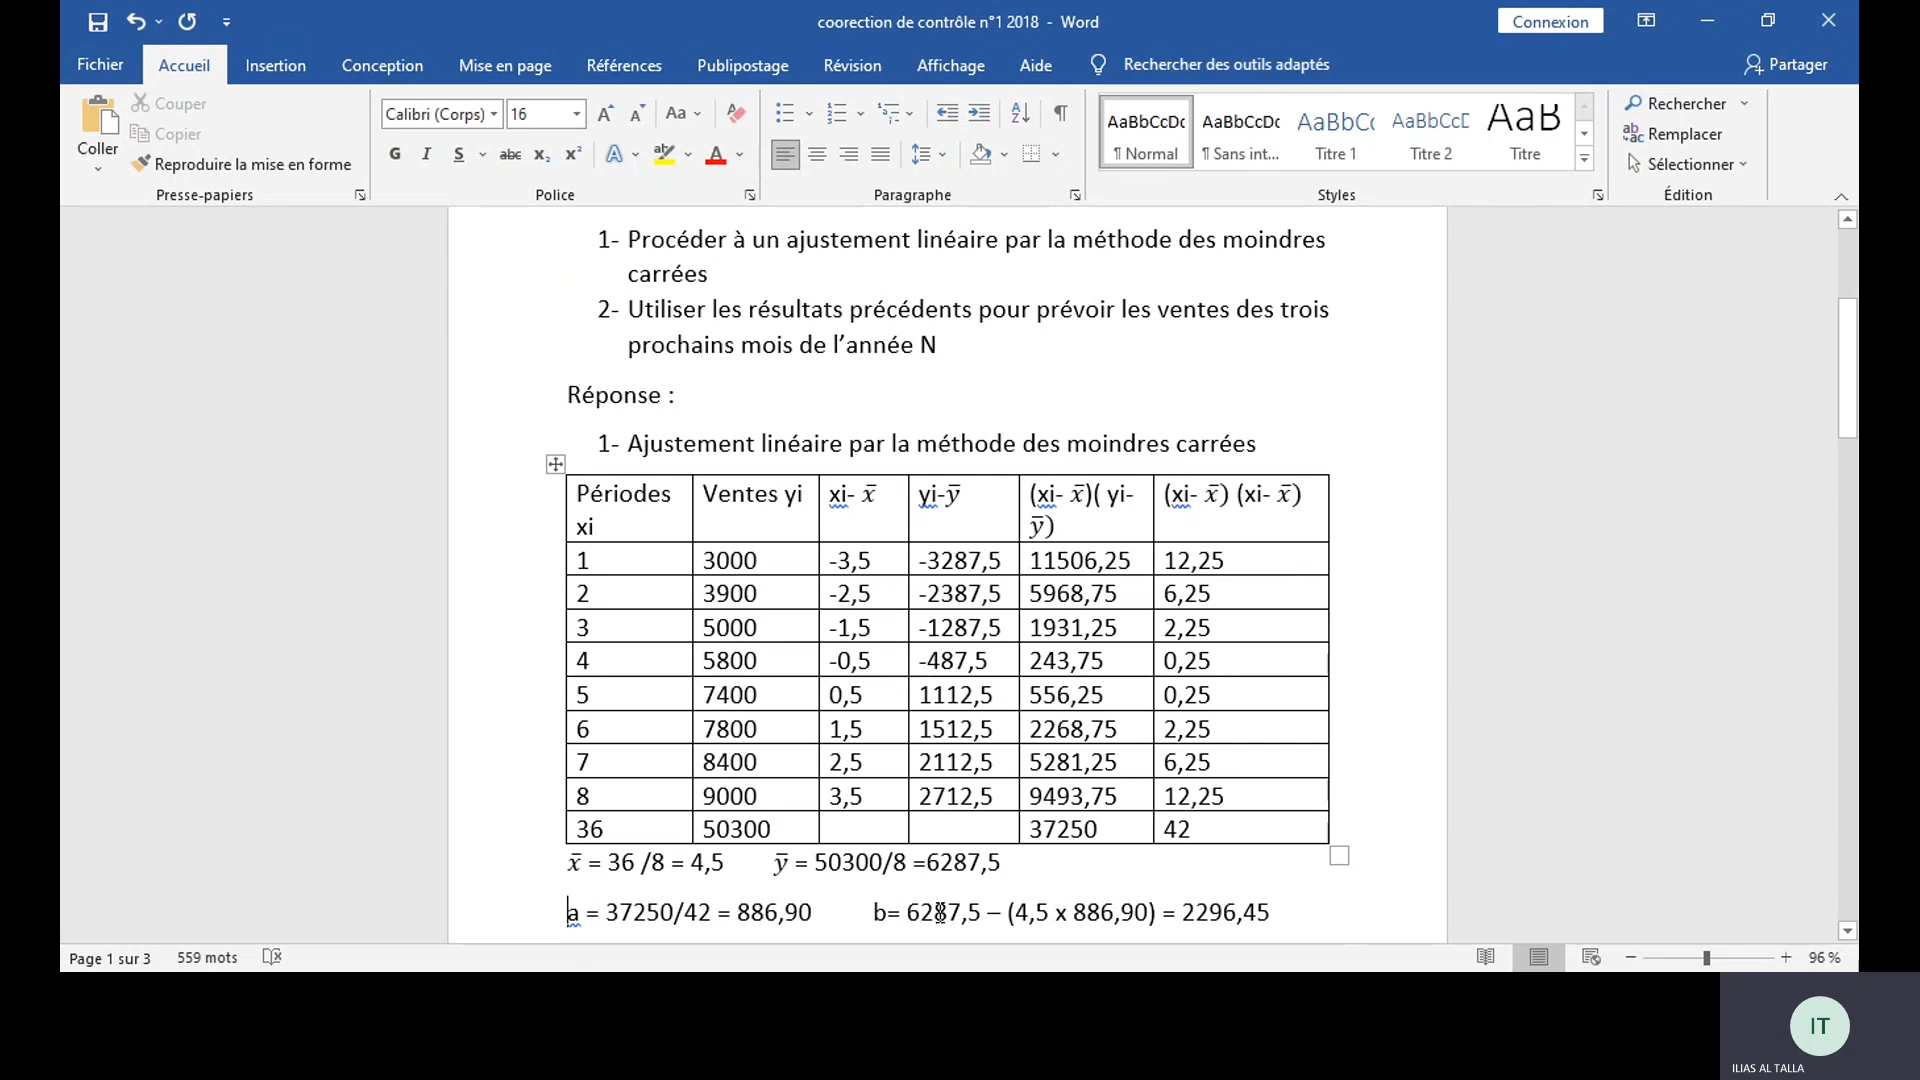 coorection de contrôle n°1 2018 - Word
Connexion
Fichier Accueil Insertion Conception Mise en page Références Publipostage Révision Affichage Aide Rechercher des outils adaptés Partager
Coller
Couper
Copier
Reproduire la mise en forme
Presse-papiers
Calibri (Corps) 16
Police
Paragraphe
AaBbCcDc AaBbCcDc AaBbCc AaBbCcD AaB
¶ Normal ¶ Sans int... Titre 1 Titre 2 Titre
Styles
Rechercher
Remplacer
Sélectionner
Édition
1- Procéder à un ajustement linéaire par la méthode des moindres
carrées
2- Utiliser les résultats précédents pour prévoir les ventes des trois
prochains mois de l’année N
Réponse :
1- Ajustement linéaire par la méthode des moindres carrées
Périodes xi Ventes yi xi- x̅ yi-y̅ (xi- x̅)( yi- y̅) (xi- x̅) (xi- x̅)
1 3000 -3,5 -3287,5 11506,25 12,25
2 3900 -2,5 -2387,5 5968,75 6,25
3 5000 -1,5 -1287,5 1931,25 2,25
4 5800 -0,5 -487,5 243,75 0,25
5 7400 0,5 1112,5 556,25 0,25
6 7800 1,5 1512,5 2268,75 2,25
7 8400 2,5 2112,5 5281,25 6,25
8 9000 3,5 2712,5 9493,75 12,25
36 50300 37250 42
x̅ = 36 /8 = 4,5 y̅ = 50300/8 =6287,5
a = 37250/42 = 886,90 b= 6287,5 – (4,5 x 886,90) = 2296,45
Page 1 sur 3 559 mots 96 %
IT
ILIAS AL TALLA